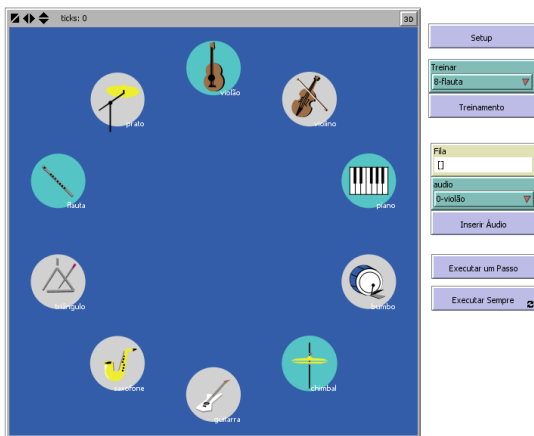 ticks: 0
3D
violão
prato
violino
flauta
piano
triângulo
bumbo
saxofone
chimbal
guitarra
Setup
Treinar
8-flauta
Treinamento
Fila
[]
audio
0-violão
Inserir Áudio
Executar um Passo
Executar Sempre